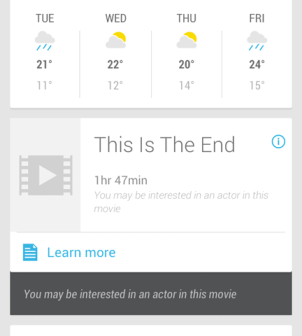 TUE WED THU FRI
21° 22° 20° 24°
11° 12° 14° 15°
This Is The End
1hr 47min
You may be interested in an actor in this
movie
Learn more
You may be interested in an actor in this movie